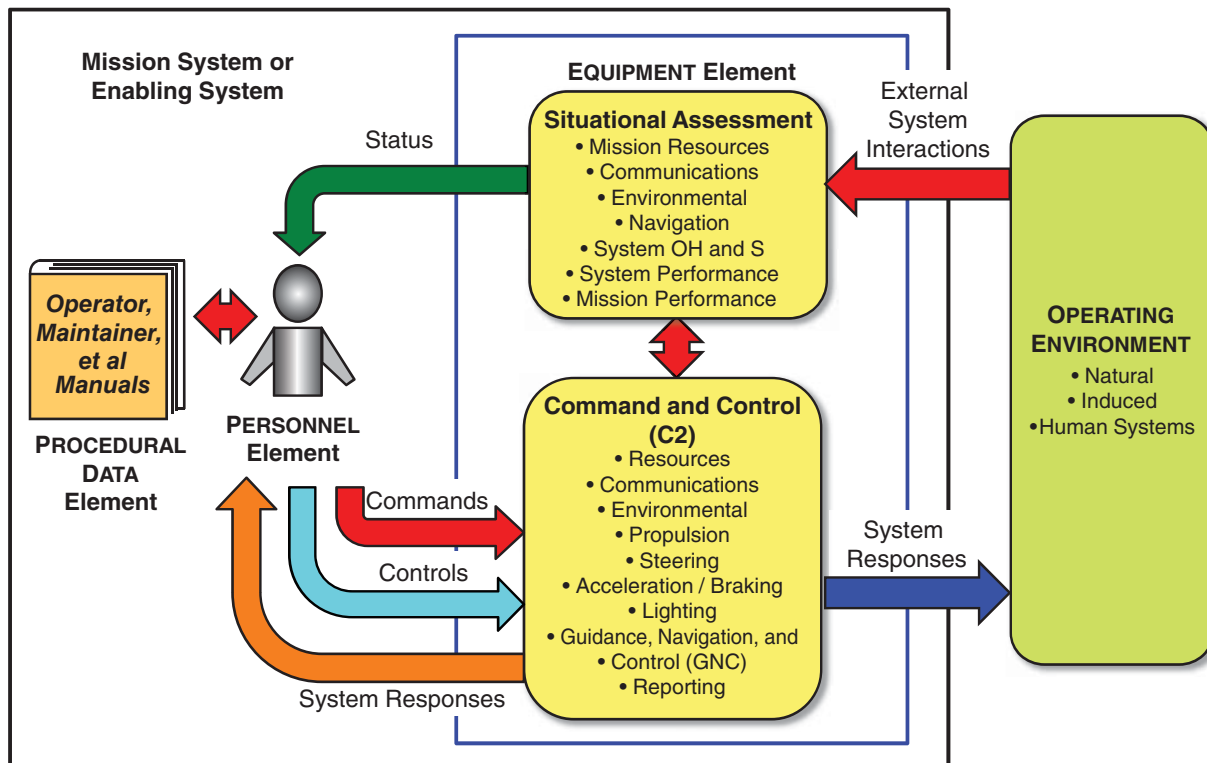 Mission System or
Enabling System
EQUIPMENT Element
Situational Assessment
• Mission Resources
• Communications
• Environmental
• Navigation
• System OH and S
• System Performance
• Mission Performance
Status
External
System
Interactions
Operator,
Maintainer,
et al
Manuals
PROCEDURAL
DATA
Element
PERSONNEL
Element
Commands
Controls
System Responses
Command and Control
(C2)
• Resources
• Communications
• Environmental
• Propulsion
• Steering
• Acceleration / Braking
• Lighting
• Guidance, Navigation, and
• Control (GNC)
• Reporting
System
Responses
OPERATING
ENVIRONMENT
• Natural
• Induced
• Human Systems